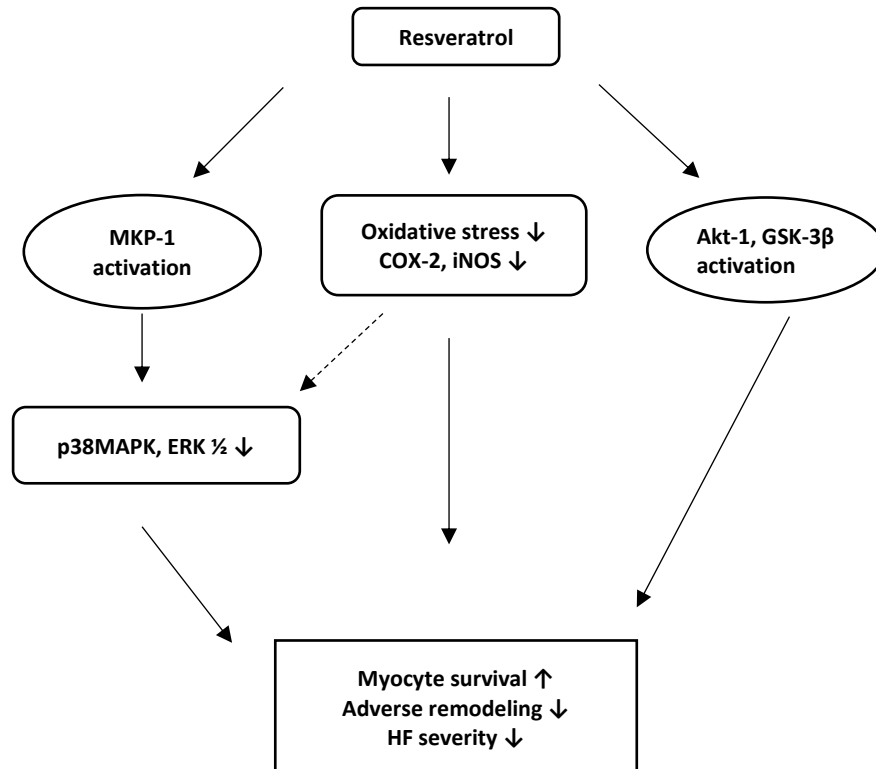 Resveratrol
MKP-1
activation
Oxidative stress ↓
COX-2, iNOS ↓
Akt-1, GSK-3β
activation
p38MAPK, ERK ½ ↓
Myocyte survival ↑
Adverse remodeling ↓
HF severity ↓